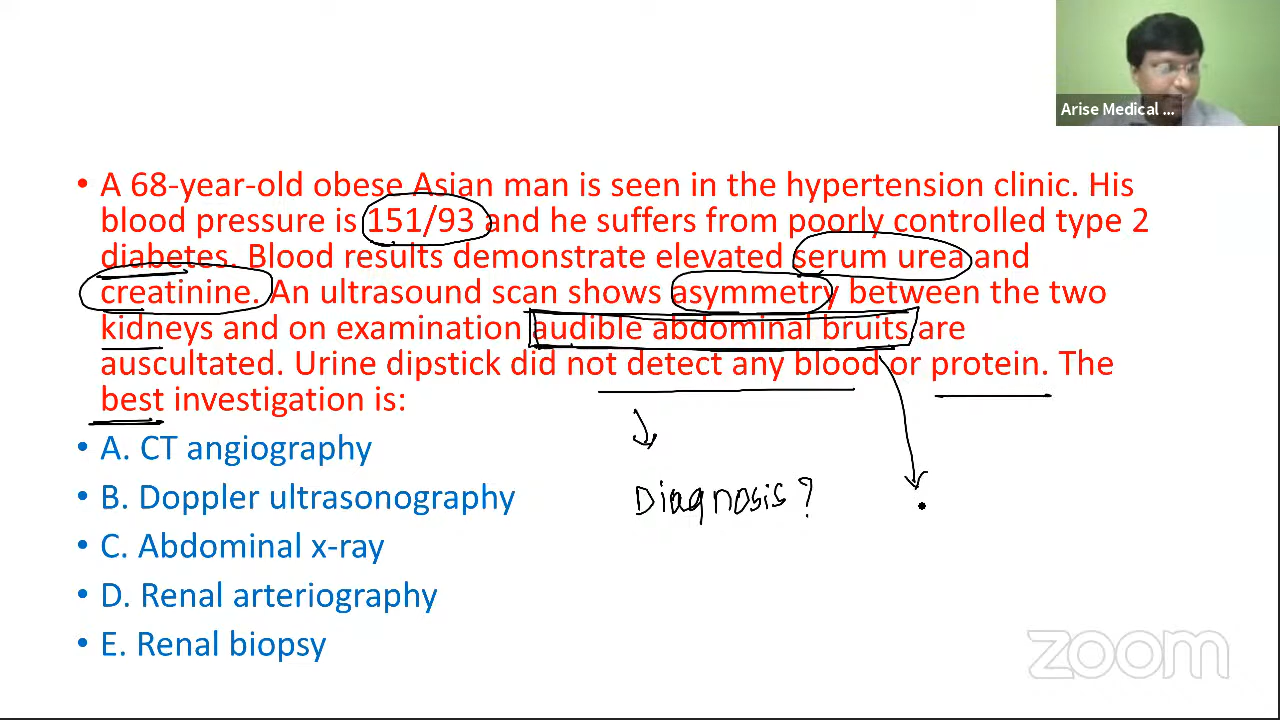 Arise Medical ...
• A 68-year-old obese Asian man is seen in the hypertension clinic. His
blood pressure is 151/93 and he suffers from poorly controlled type 2
diabetes. Blood results demonstrate elevated serum urea and
creatinine. An ultrasound scan shows asymmetry between the two
kidneys and on examination audible abdominal bruits are
auscultated. Urine dipstick did not detect any blood or protein. The
best investigation is:
• A. CT angiography
• B. Doppler ultrasonography
• C. Abdominal x-ray
• D. Renal arteriography
• E. Renal biopsy
Diagnosis ?
zoom